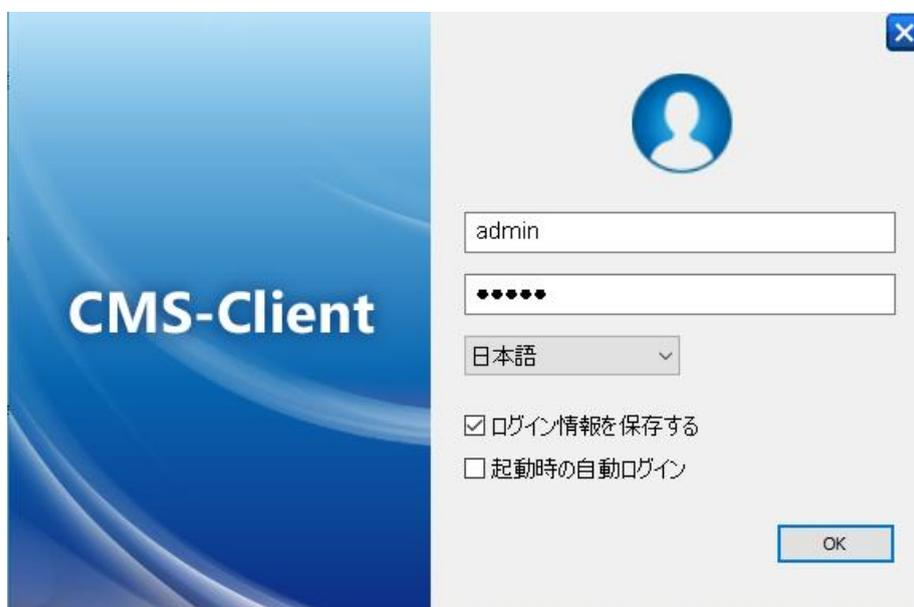 CMS-Client
admin
●●●●●
日本語
ログイン情報を保存する
起動時の自動ログイン
OK